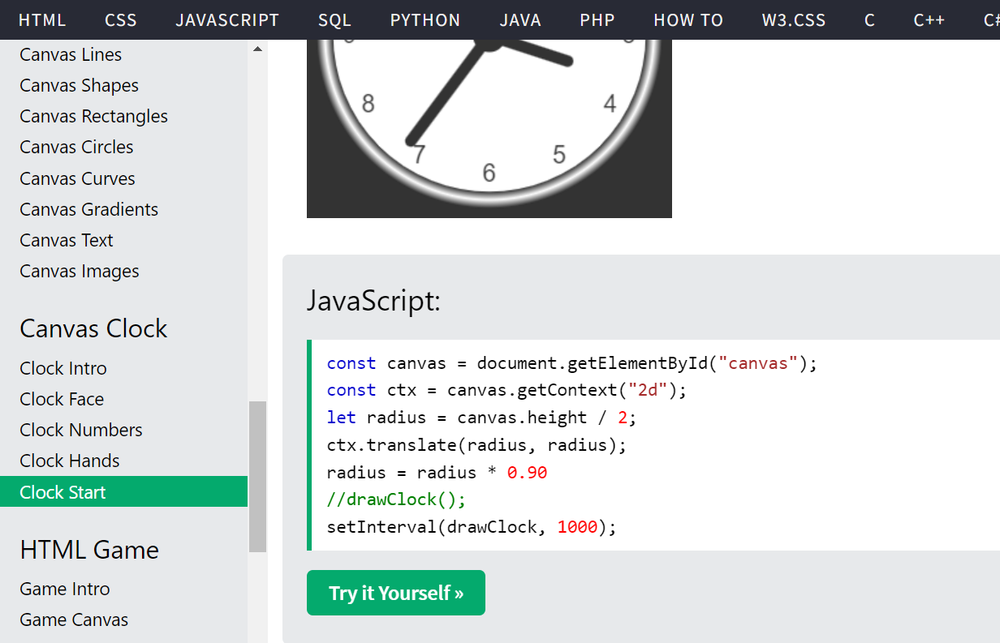 HTML CSS JAVASCRIPT SQL PYTHON JAVA PHP HOW TO W3.CSS C C++ C#
Canvas Lines
Canvas Shapes
Canvas Rectangles
Canvas Circles
Canvas Curves
Canvas Gradients
Canvas Text
Canvas Images
Canvas Clock
Clock Intro
Clock Face
Clock Numbers
Clock Hands
Clock Start
HTML Game
Game Intro
Game Canvas
8 4
7 5
6
JavaScript:
const canvas = document.getElementById("canvas");
const ctx = canvas.getContext("2d");
let radius = canvas.height / 2;
ctx.translate(radius, radius);
radius = radius * 0.90
//drawClock();
setInterval(drawClock, 1000);
Try it Yourself »